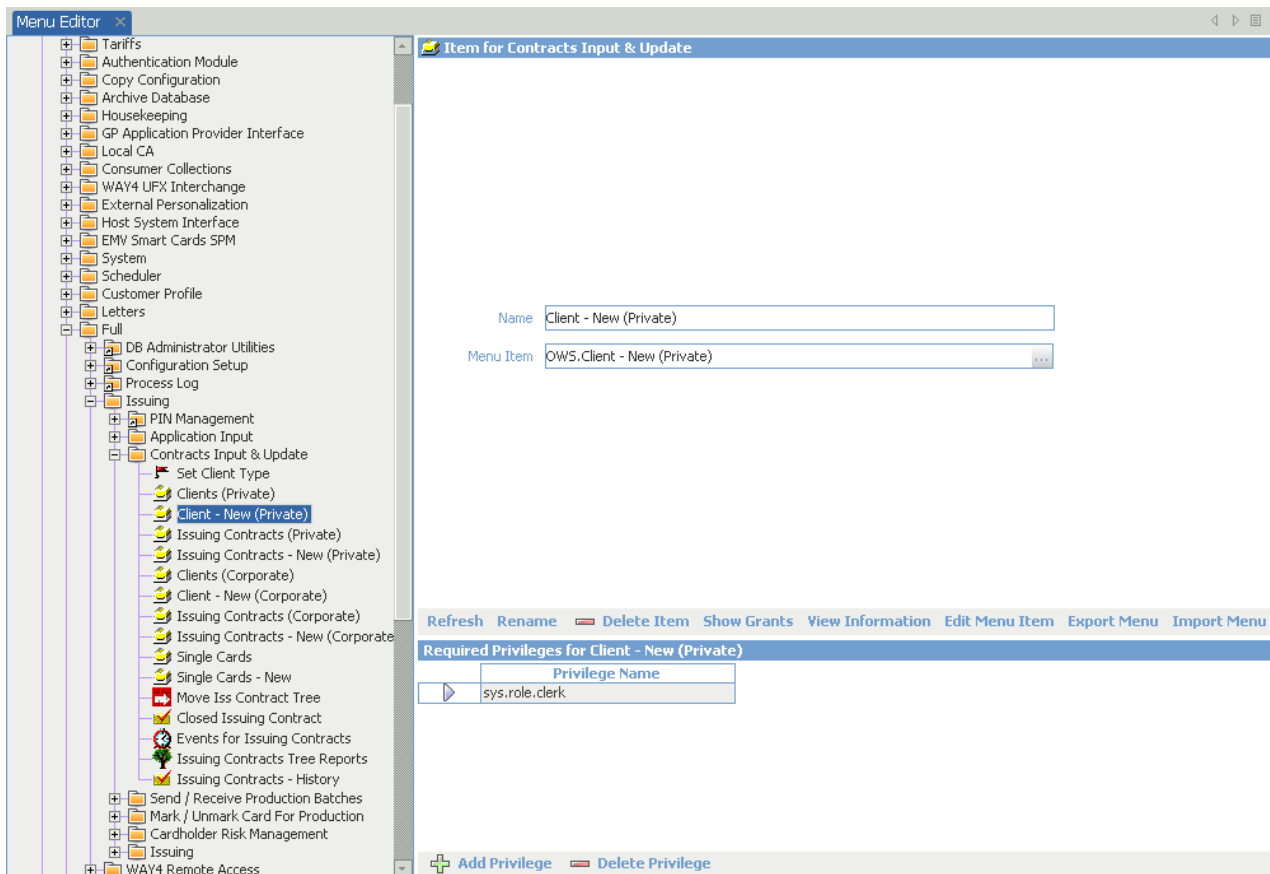 Menu Editor
Tariffs
Authentication Module
Copy Configuration
Archive Database
Housekeeping
GP Application Provider Interface
Local CA
Consumer Collections
WAY4 UFX Interchange
External Personalization
Host System Interface
EMV Smart Cards SPM
System
Scheduler
Customer Profile
Letters
Full
DB Administrator Utilities
Configuration Setup
Process Log
Issuing
PIN Management
Application Input
Contracts Input & Update
Set Client Type
Clients (Private)
Client - New (Private)
Issuing Contracts (Private)
Issuing Contracts - New (Private)
Clients (Corporate)
Client - New (Corporate)
Issuing Contracts (Corporate)
Issuing Contracts - New (Corporate
Single Cards
Single Cards - New
Move Iss Contract Tree
Closed Issuing Contract
Events for Issuing Contracts
Issuing Contracts Tree Reports
Issuing Contracts - History
Send / Receive Production Batches
Mark / Unmark Card For Production
Cardholder Risk Management
Issuing
WAY4 Remote Access
Item for Contracts Input & Update
Name Client - New (Private)
Menu Item OWS.Client - New (Private) ...
Refresh Rename Delete Item Show Grants View Information Edit Menu Item Export Menu Import Menu
Required Privileges for Client - New (Private)
Privilege Name
sys.role.clerk
Add Privilege Delete Privilege